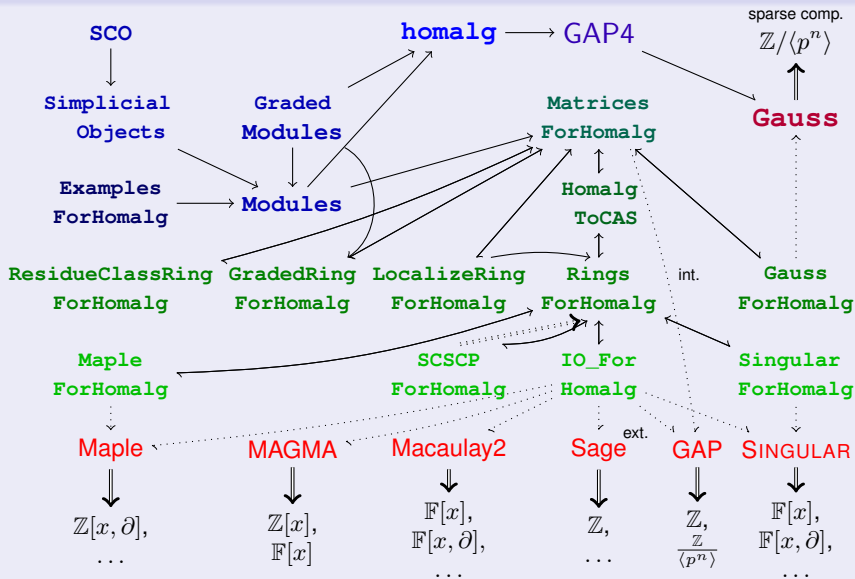 sparse comp.
SCO
homalg
GAP4
ℤ/⟨pⁿ⟩
Simplicial
Objects
Graded
Modules
Matrices
ForHomalg
Gauss
Examples
ForHomalg
Modules
Homalg
ToCAS
ResidueClassRing
ForHomalg
GradedRing
ForHomalg
LocalizeRing
ForHomalg
Rings
ForHomalg
int.
Gauss
ForHomalg
Maple
ForHomalg
SCSCP
ForHomalg
IO_For
Homalg
Singular
ForHomalg
ext.
Maple
MAGMA
Macaulay2
Sage
GAP
SINGULAR
ℤ[x, ∂],
...
ℤ[x],
𝔽[x]
𝔽[x],
𝔽[x, ∂],
...
ℤ,
...
ℤ,
ℤ/⟨pⁿ⟩
𝔽[x],
𝔽[x, ∂],
...